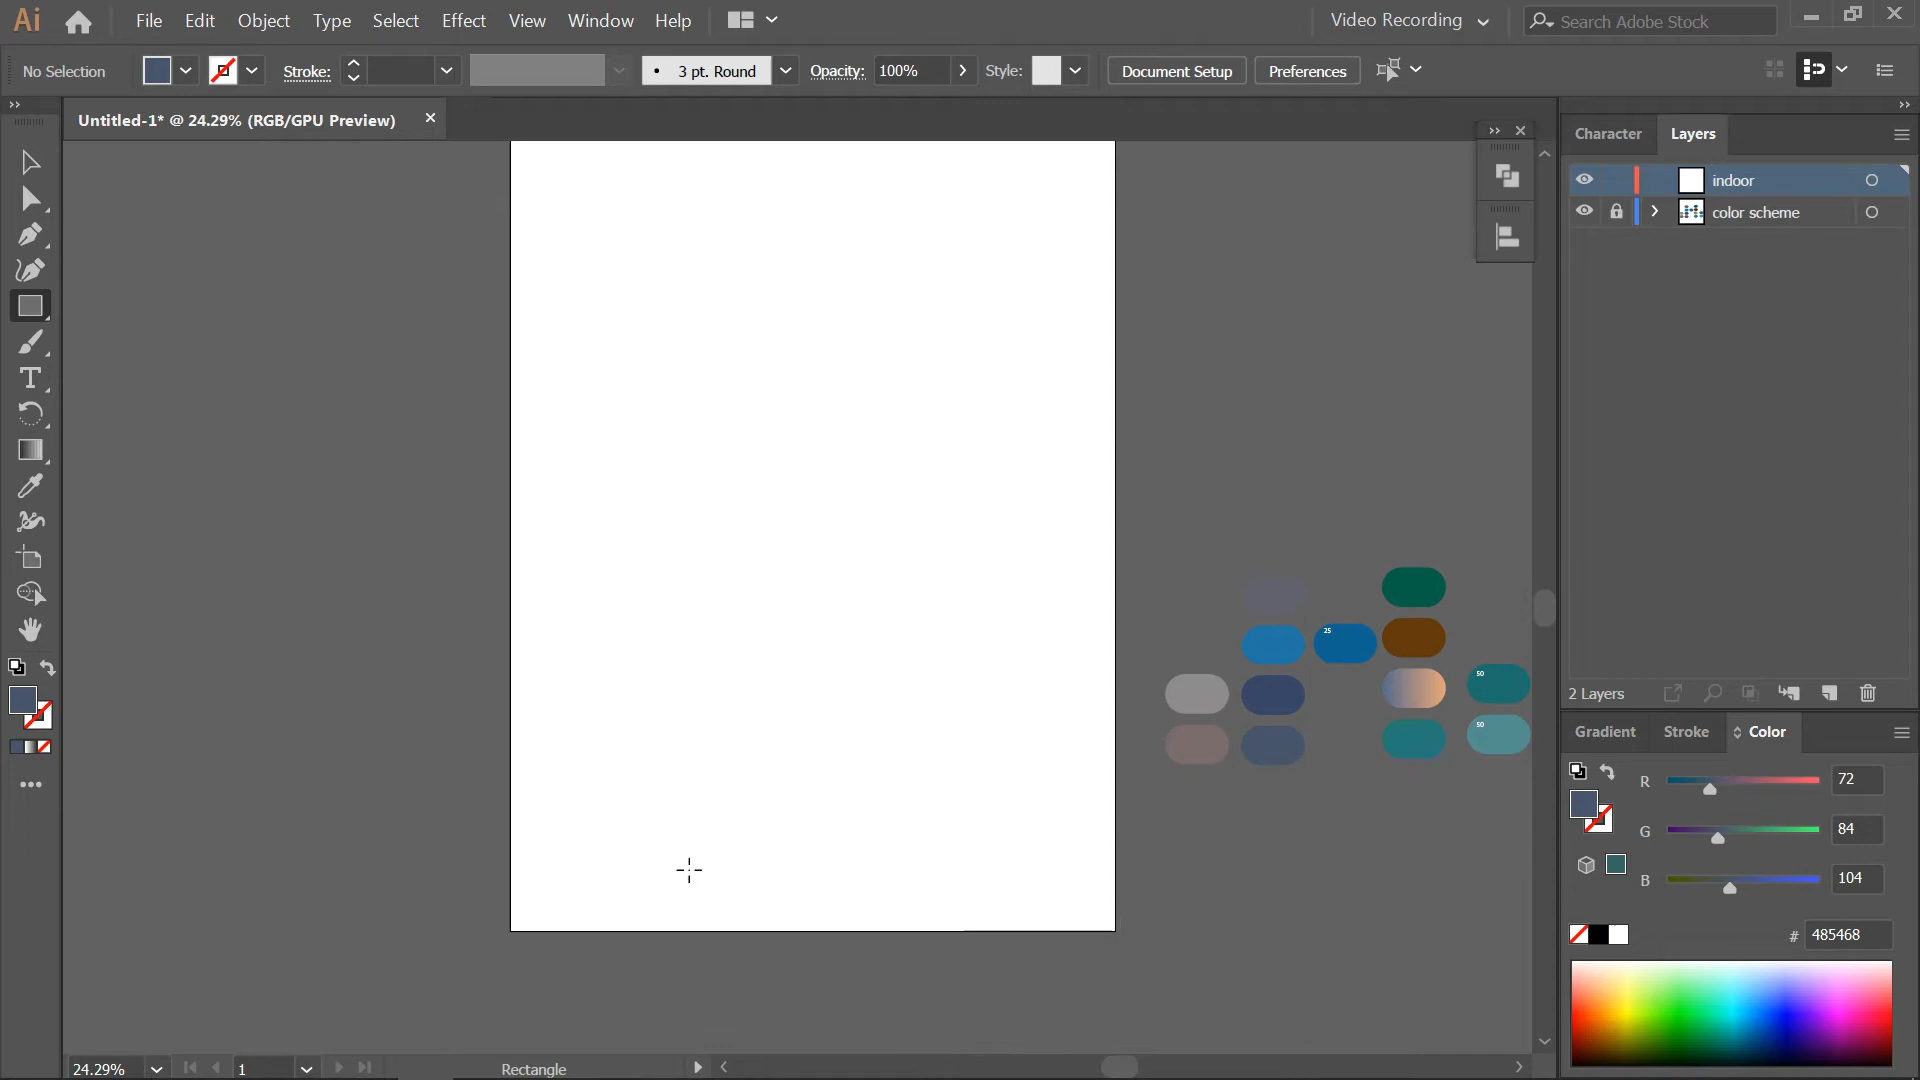 Ai File Edit Object Type Select Effect View Window Help Video Recording Search Adobe Stock
No Selection Stroke: 3 pt. Round Opacity: 100% Style: Document Setup Preferences
Untitled-1* @ 24.29% (RGB/GPU Preview)
Character Layers
indoor
color scheme
25
50
50
2 Layers
Gradient Stroke Color
R 72
G 84
B 104
# 485468
24.29% 1 Rectangle